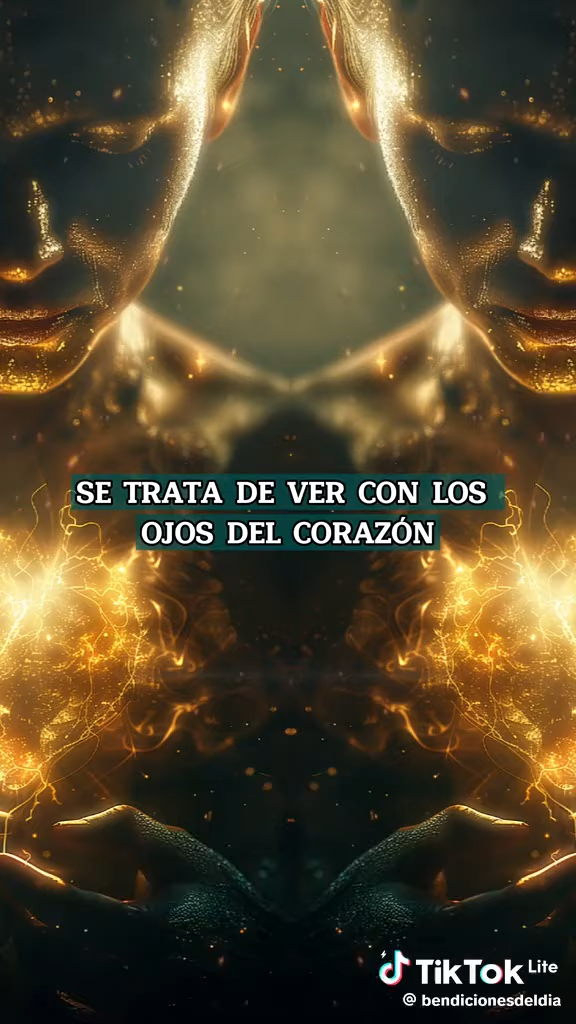 SE TRATA DE VER CON LOS
OJOS DEL CORAZÓN
TikTok Lite
@ bendicionesdeldia